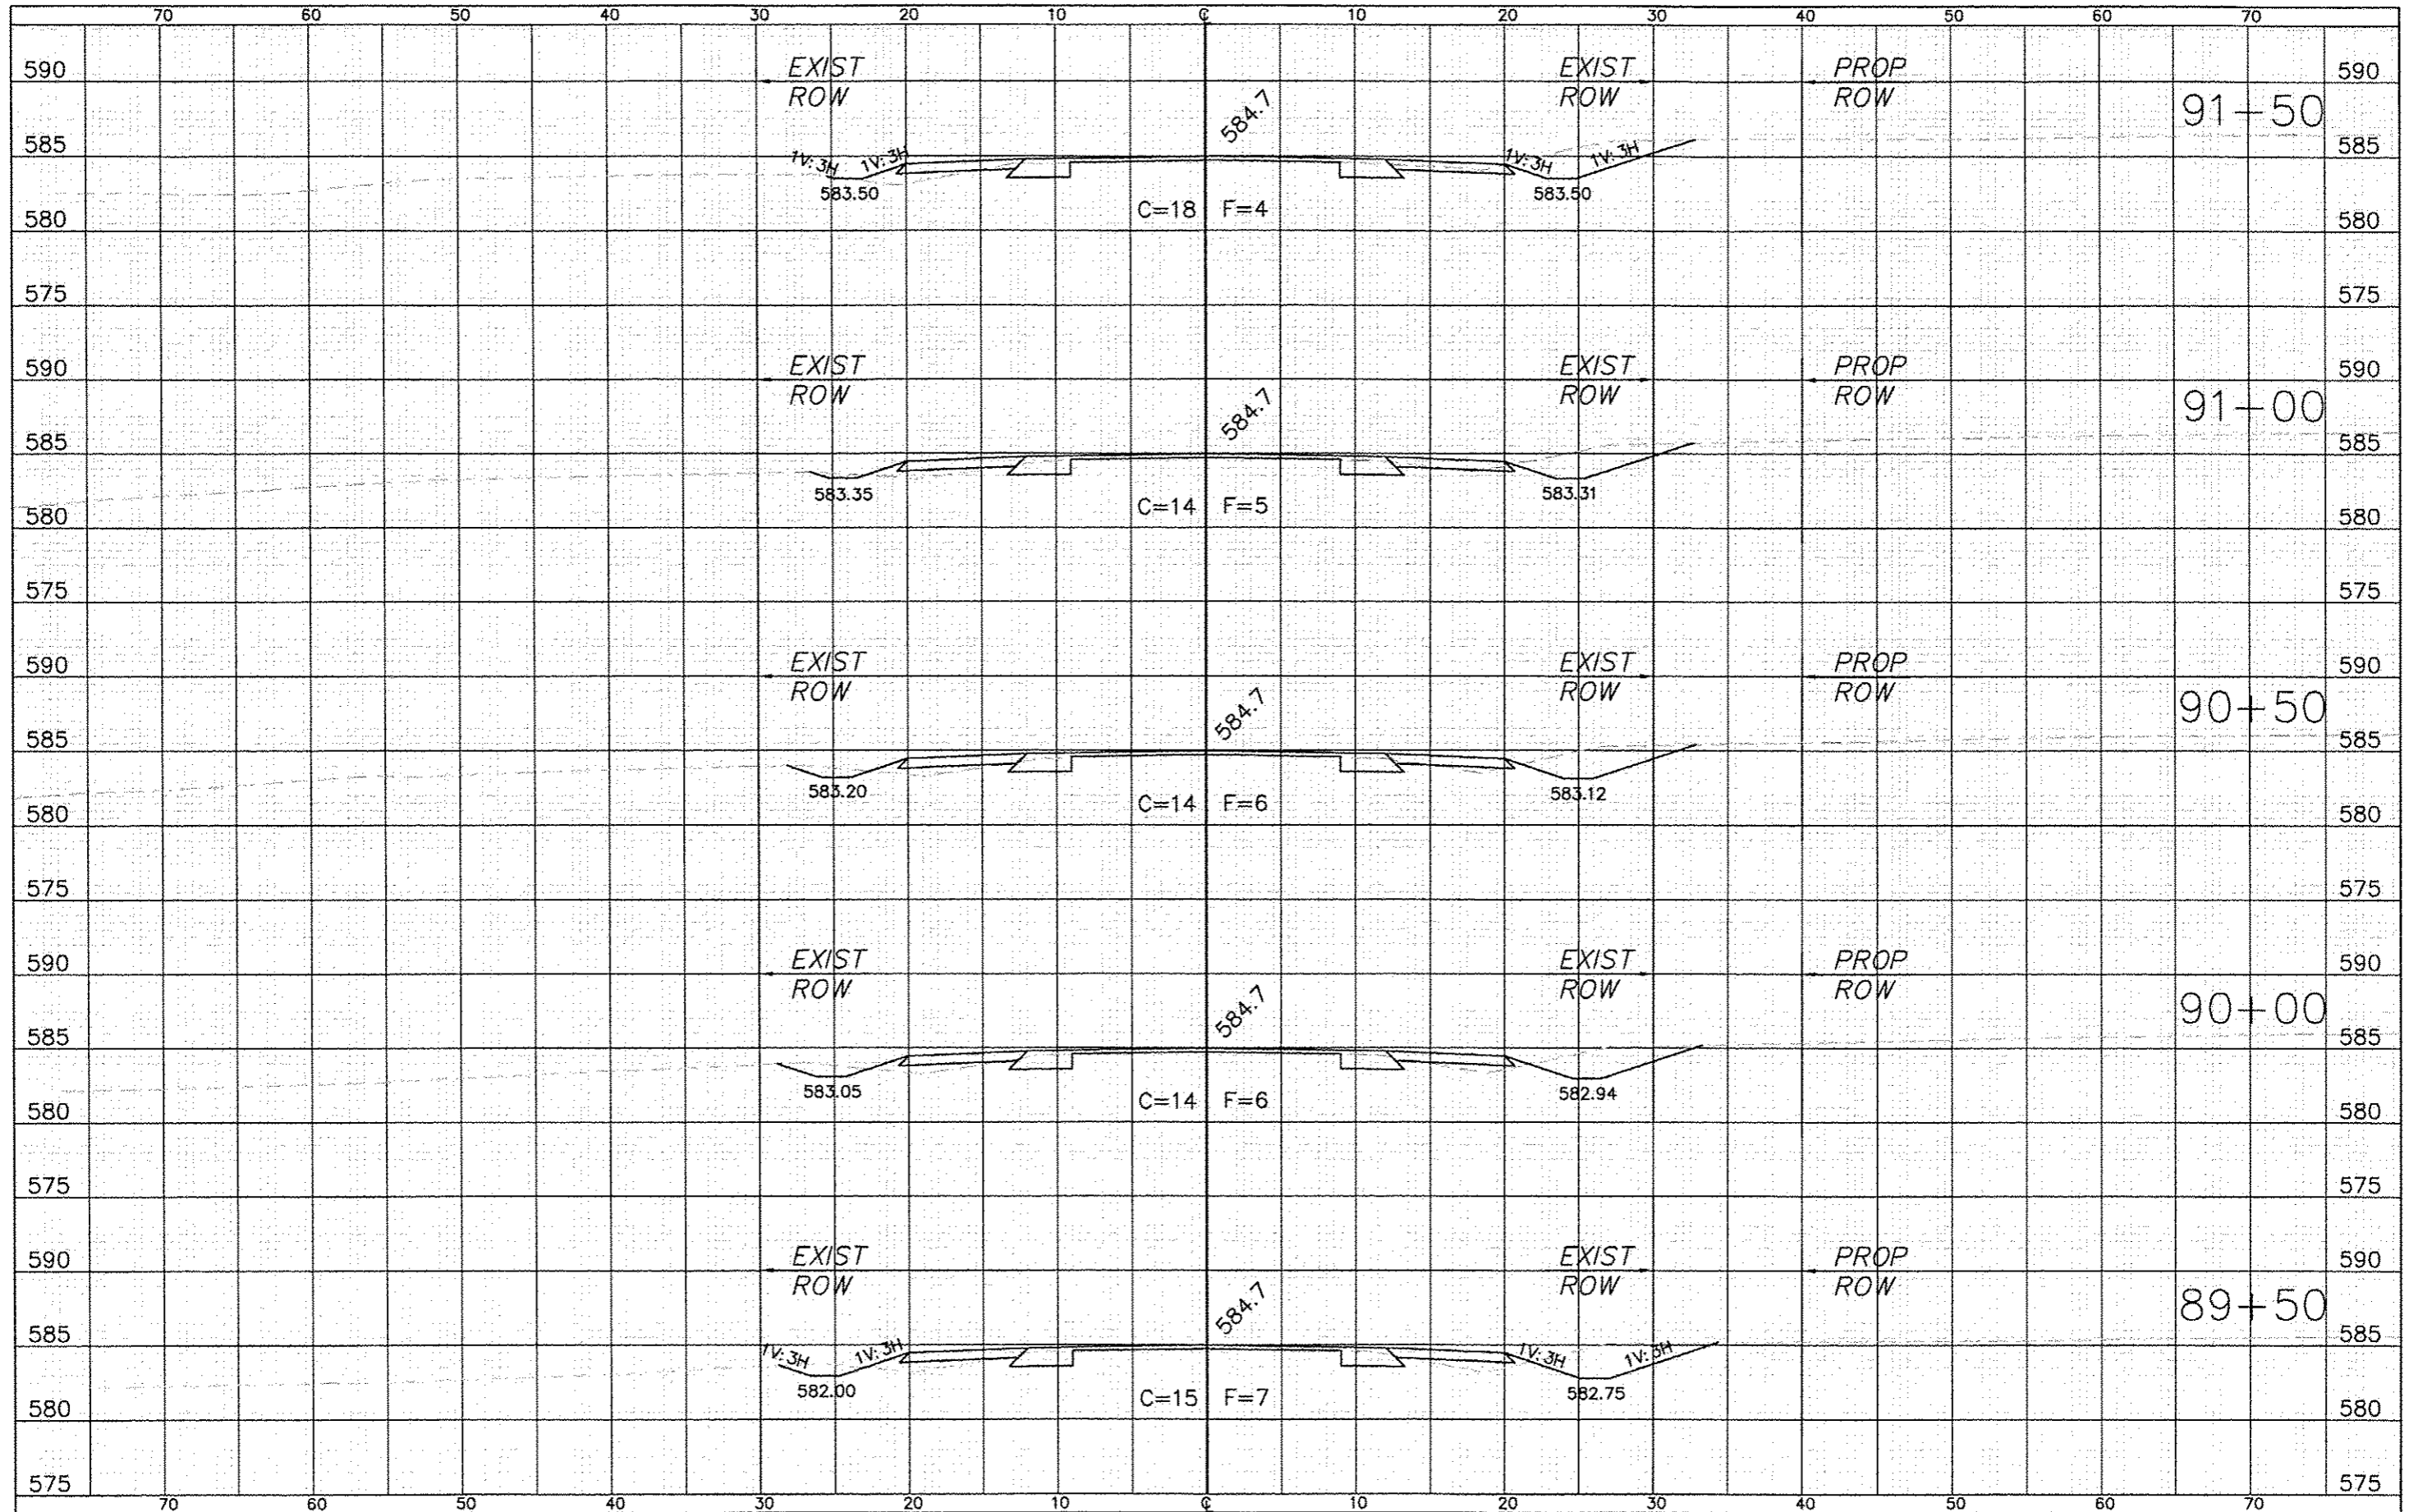 70 60 50 40 30 20 10 ℄ 10 20 30 40 50 60 70
590 EXIST ROW EXIST ROW PROP ROW 590
91+50
584.7
585 1V:3H 1V:3H 1V:3H 1V:3H 585
583.50 583.50
C=18 F=4
580 580
575 575
590 EXIST ROW EXIST ROW PROP ROW 590
91+00
584.7
585 585
583.35 583.31
C=14 F=5
580 580
575 575
590 EXIST ROW EXIST ROW PROP ROW 590
90+50
584.7
585 585
583.20 583.12
C=14 F=6
580 580
575 575
590 EXIST ROW EXIST ROW PROP ROW 590
90+00
584.7
585 585
583.05 582.94
C=14 F=6
580 580
575 575
590 EXIST ROW EXIST ROW PROP ROW 590
89+50
584.7
585 1V:3H 1V:3H 1V:3H 1V:3H 585
582.00 582.75
C=15 F=7
580 580
575 575
70 60 50 40 30 20 10 ℄ 10 20 30 40 50 60 70